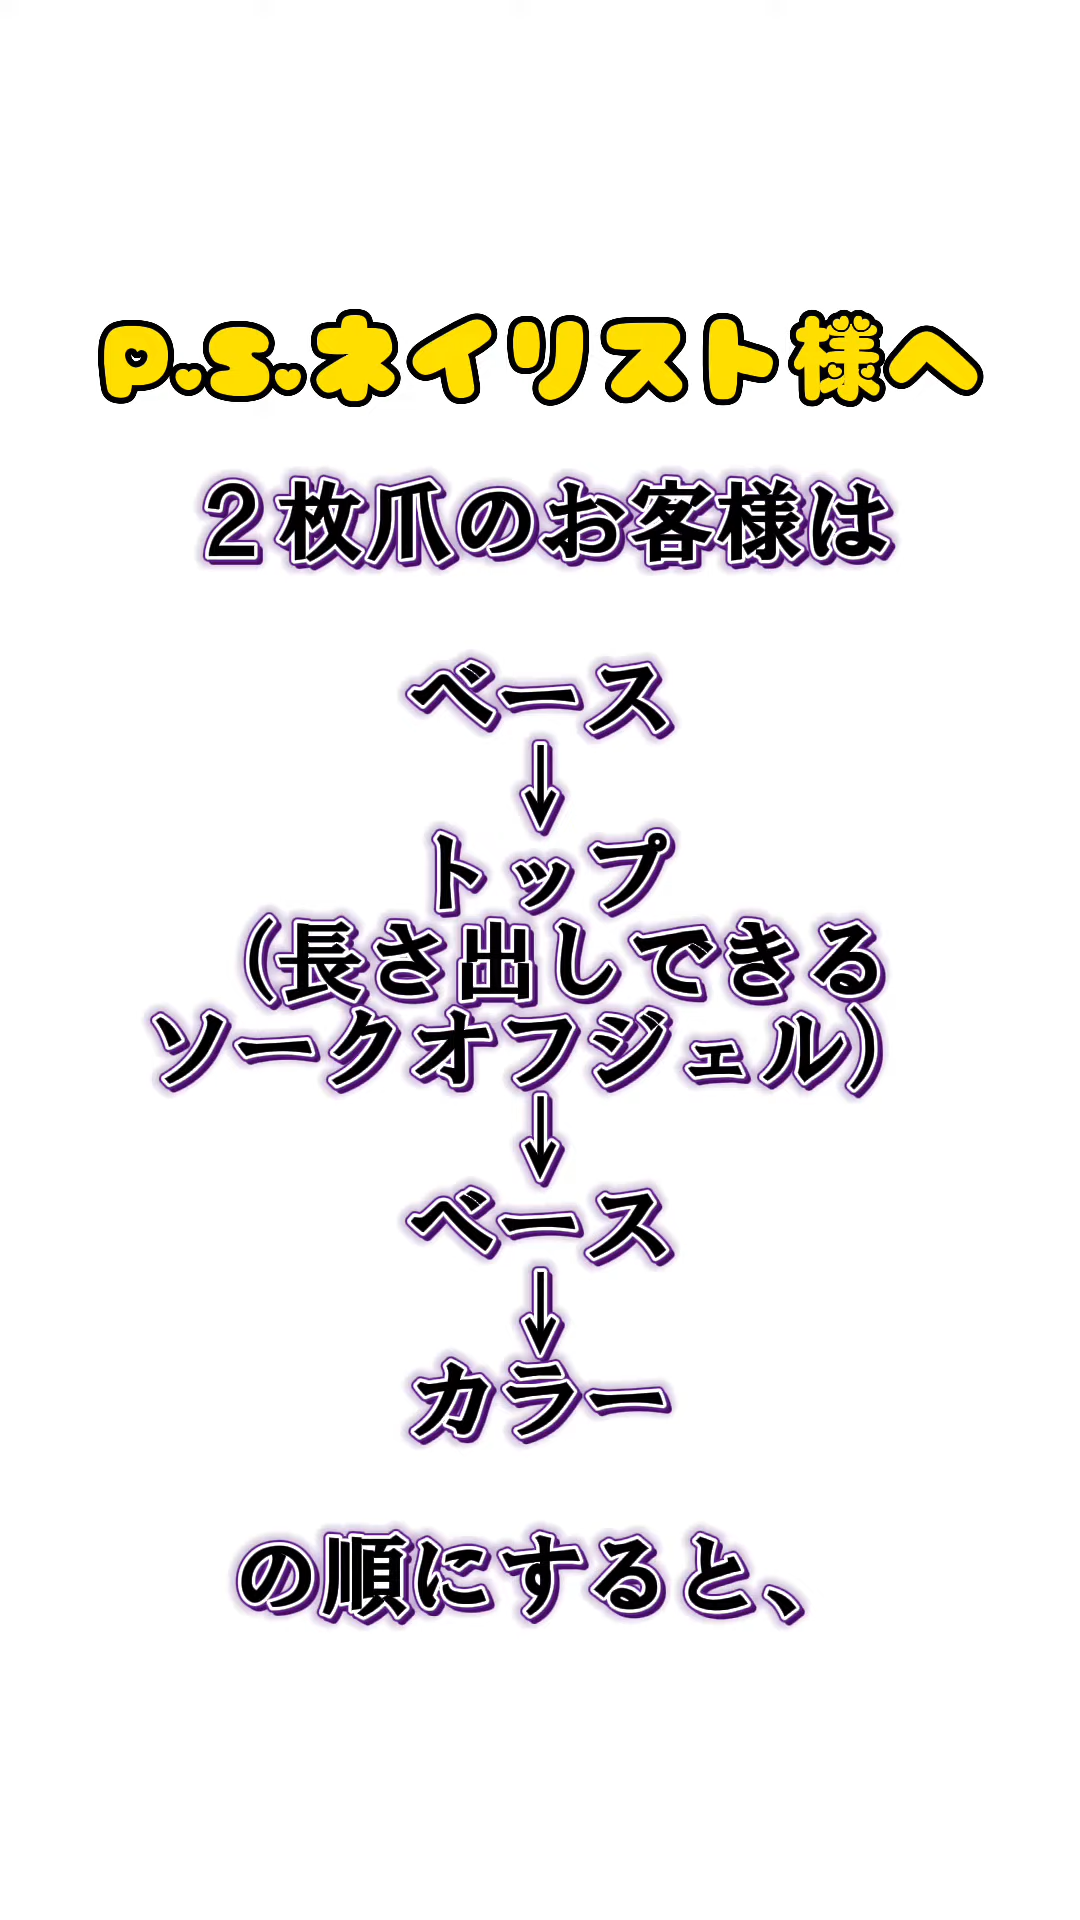 P.S.ネイリスト様へ
２枚爪のお客様は
ベース
↓
トップ
（長さ出しできる
ソークオフジェル）
↓
ベース
↓
カラー
の順にすると、